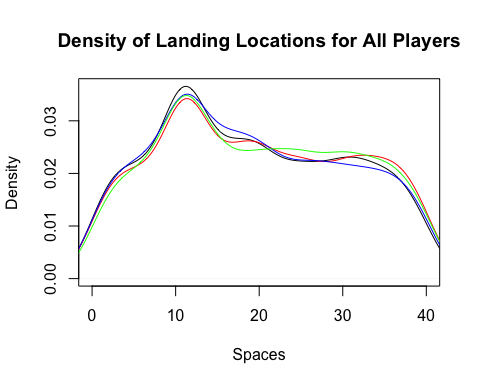 Density of Landing Locations for All Players
Density
0.00 0.01 0.02 0.03
0 10 20 30 40
Spaces